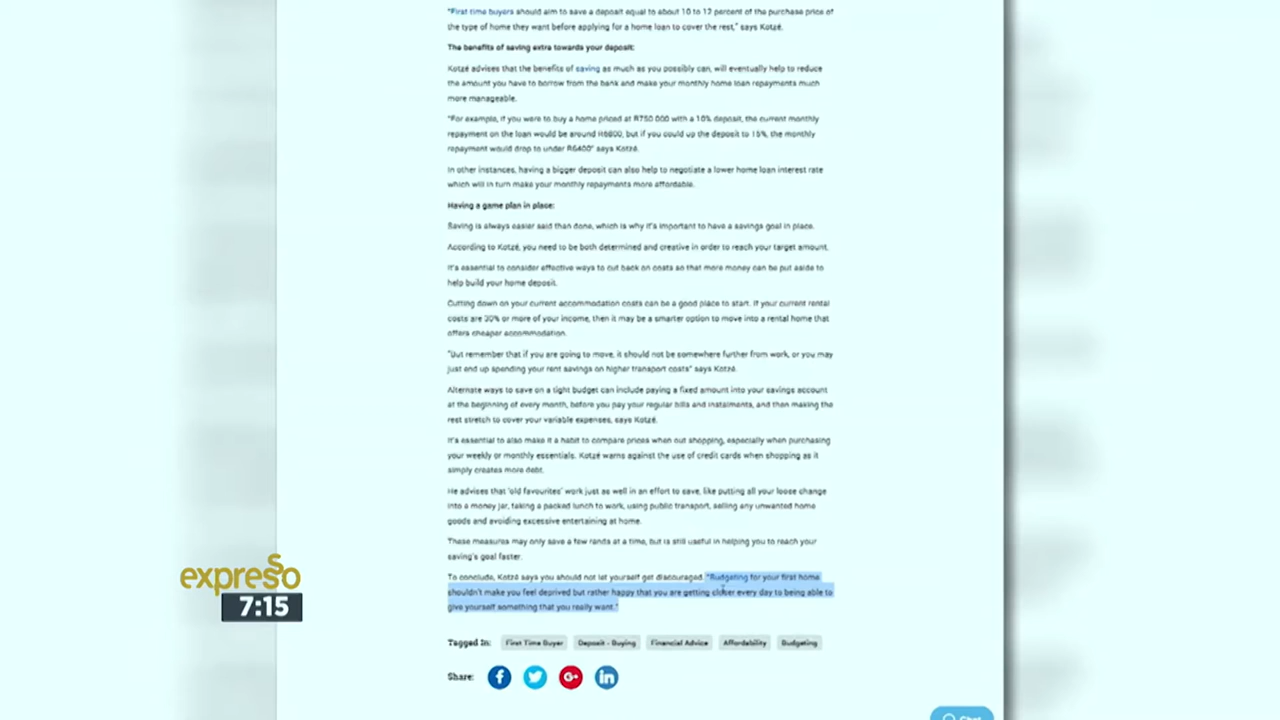 "First time buyers should aim to save a deposit equal to about 10 to 12 percent of the purchase price of
the type of home they want before applying for a home loan to cover the rest," says Kotzé.
The benefits of saving extra towards your deposit:
Kotzé advises that the benefits of saving as much as you possibly can, will eventually help to reduce
the amount you have to borrow from the bank and make your monthly home loan repayments much
more manageable.
"For example, if you were to buy a home priced at R750 000 with a 10% deposit, the current monthly
repayment on the loan would be around R6800, but if you could up the deposit to 15%, the monthly
repayment would drop to under R6400" says Kotzé.
In other instances, having a bigger deposit can also help to negotiate a lower home loan interest rate
which will in turn make your monthly repayments more affordable.
Having a game plan in place:
Saving is always easier said than done, which is why it's important to have a savings goal in place.
According to Kotzé, you need to be both determined and creative in order to reach your target amount.
It's essential to consider effective ways to cut back on costs so that more money can be put aside to
help build your home deposit.
Cutting down on your current accommodation costs can be a good place to start. If your current rental
costs are 30% or more of your income, then it may be a smarter option to move into a rental home that
offers cheaper accommodation.
"But remember that if you are going to move, it should not be somewhere further from work, or you may
just end up spending your rent savings on higher transport costs" says Kotzé.
Alternate ways to save on a tight budget can include paying a fixed amount into your savings account
at the beginning of every month, before you pay your regular bills and instalments, and then making the
rest stretch to cover your variable expenses, says Kotzé.
It's essential to also make it a habit to compare prices when out shopping, especially when purchasing
your weekly or monthly essentials. Kotzé warns against the use of credit cards when shopping as it
simply creates more debt.
He advises that 'old favourites' work just as well in an effort to save, like putting all your loose change
into a money jar, taking a packed lunch to work, using public transport, selling any unwanted home
goods and avoiding excessive entertaining at home.
These measures may only save a few rands at a time, but is still useful in helping you to reach your
saving's goal faster.
To conclude, Kotzé says you should not let yourself get discouraged. "Budgeting for your first home
shouldn't make you feel deprived but rather happy that you are getting closer every day to being able to
give yourself something that you really want."
expresso
7:15
Tagged In: First Time Buyer Deposit - Buying Financial Advice Affordability Budgeting
Share: f G+ in
Chat